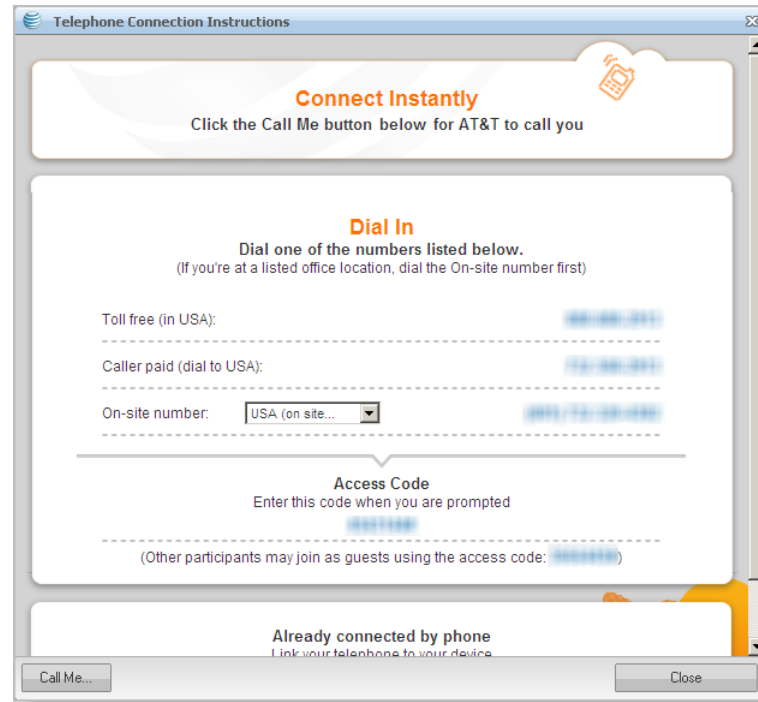 Telephone Connection Instructions
Connect Instantly
Click the Call Me button below for AT&T to call you
Dial In
Dial one of the numbers listed below.
(If you're at a listed office location, dial the On-site number first)
Toll free (in USA):
Caller paid (dial to USA):
On-site number: USA (on site...
Access Code
Enter this code when you are prompted
(Other participants may join as guests using the access code: )
Already connected by phone
Link your telephone to your device
Call Me... Close